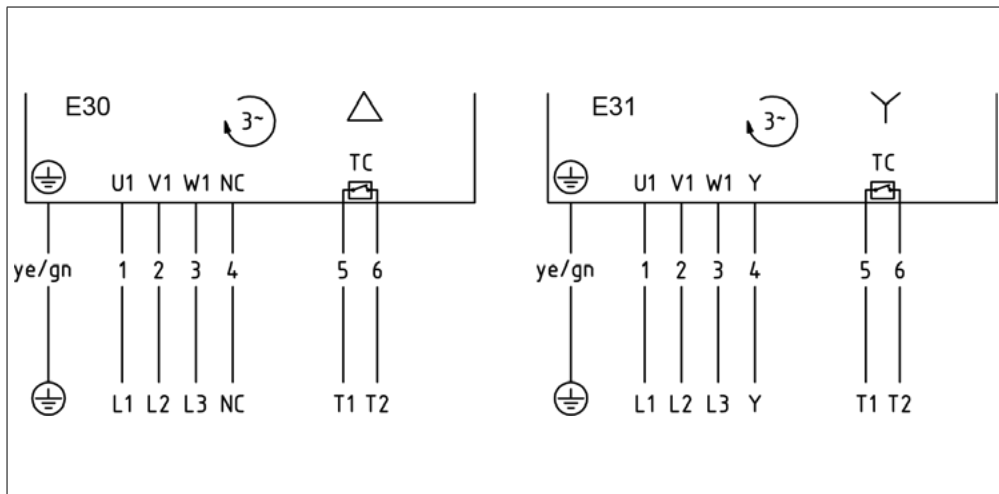 E30 3~
TC
U1 V1 W1 NC
ye/gn 1 2 3 4 5 6
L1 L2 L3 NC T1 T2
E31 3~
TC
U1 V1 W1 Y
ye/gn 1 2 3 4 5 6
L1 L2 L3 Y T1 T2